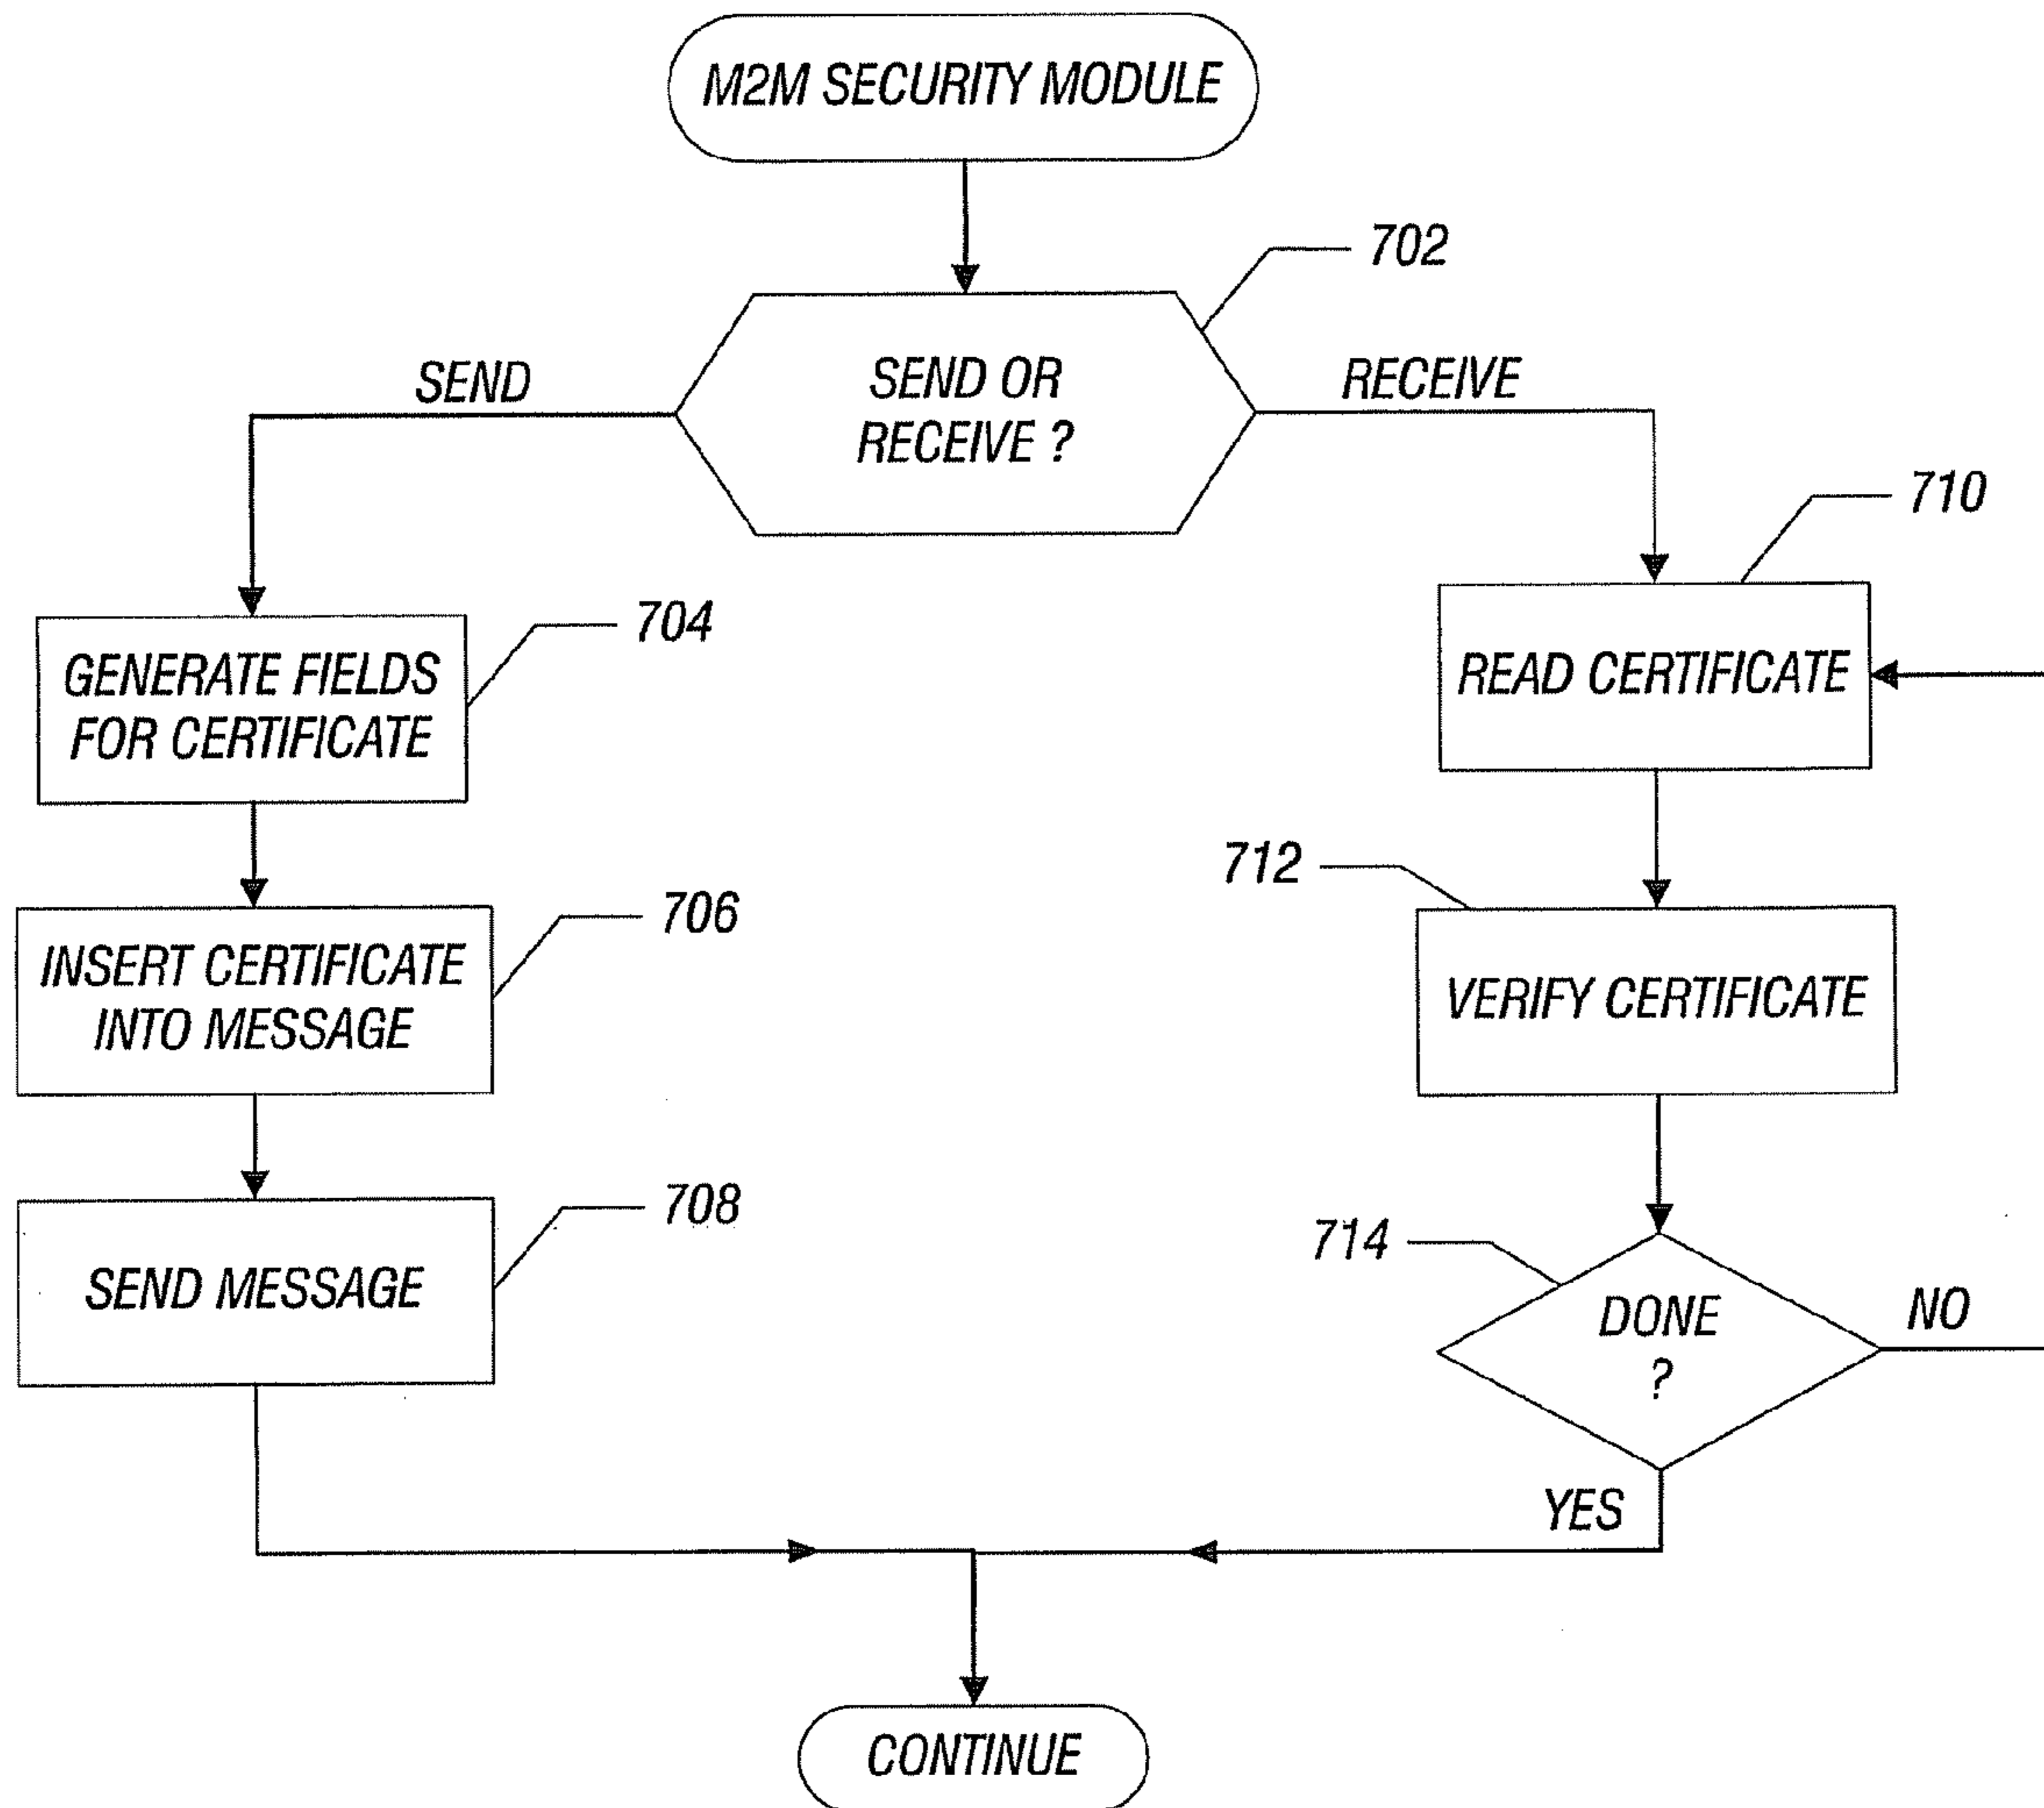 M2M SECURITY MODULE
702
SEND OR
RECEIVE ?
SEND
RECEIVE
704
GENERATE FIELDS
FOR CERTIFICATE
706
INSERT CERTIFICATE
INTO MESSAGE
708
SEND MESSAGE
710
READ CERTIFICATE
712
VERIFY CERTIFICATE
714
DONE
?
NO
YES
CONTINUE